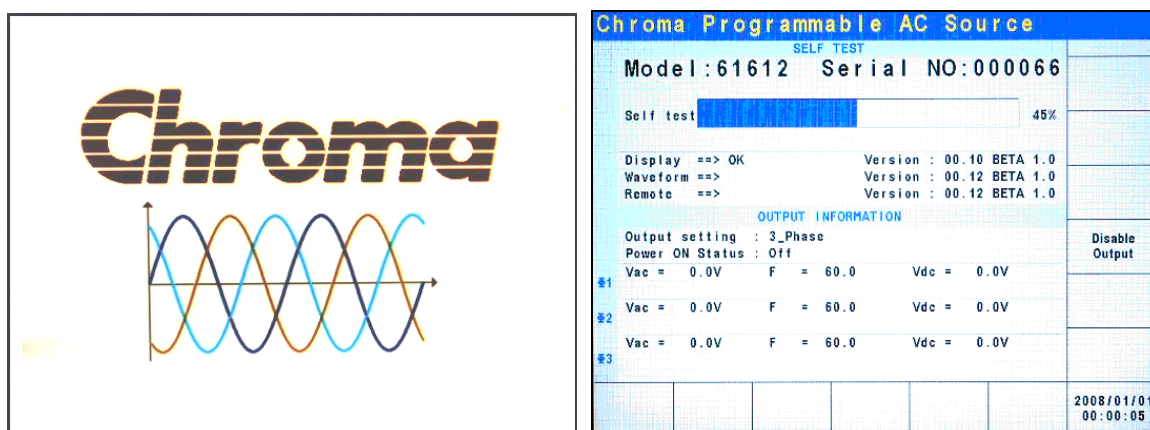 Chroma
Chroma Programmable AC Source
SELF TEST
Model:61612 Serial NO:000066
Self test 45%
Display ==> OK Version : 00.10 BETA 1.0
Waveform ==> Version : 00.12 BETA 1.0
Remote ==> Version : 00.12 BETA 1.0
OUTPUT INFORMATION
Output setting : 3_Phase
Power ON Status : Off
Disable
Output
Φ1 Vac = 0.0V F = 60.0 Vdc = 0.0V
Φ2 Vac = 0.0V F = 60.0 Vdc = 0.0V
Φ3 Vac = 0.0V F = 60.0 Vdc = 0.0V
2008/01/01
00:00:05